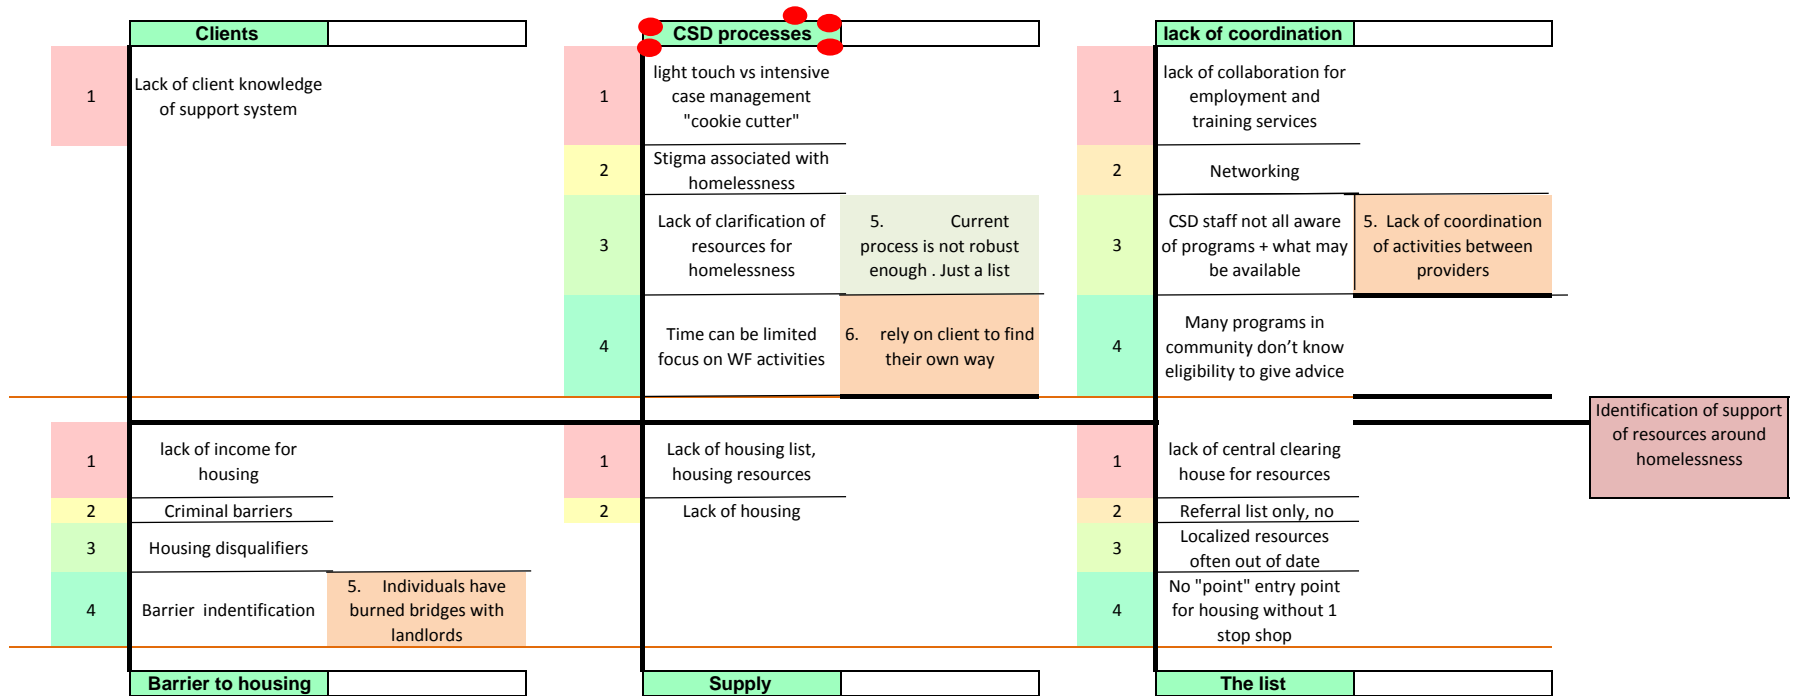 Clients
1
Lack of client knowledge
of support system
CSD processes
1
light touch vs intensive
case management
"cookie cutter"
2
Stigma associated with
homelessness
3
Lack of clarification of
resources for
homelessness
5. Current
process is not robust
enough . Just a list
4
Time can be limited
focus on WF activities
6. rely on client to find
their own way
lack of coordination
1
lack of collaboration for
employment and
training services
2
Networking
3
CSD staff not all aware
of programs + what may
be available
5. Lack of coordination
of activities between
providers
4
Many programs in
community don’t know
eligibility to give advice
Identification of support
of resources around
homelessness
1
lack of income for
housing
2
Criminal barriers
3
Housing disqualifiers
4
Barrier indentification
5. Individuals have
burned bridges with
landlords
Barrier to housing
1
Lack of housing list,
housing resources
2
Lack of housing
Supply
1
lack of central clearing
house for resources
2
Referral list only, no
3
Localized resources
often out of date
4
No "point" entry point
for housing without 1
stop shop
The list